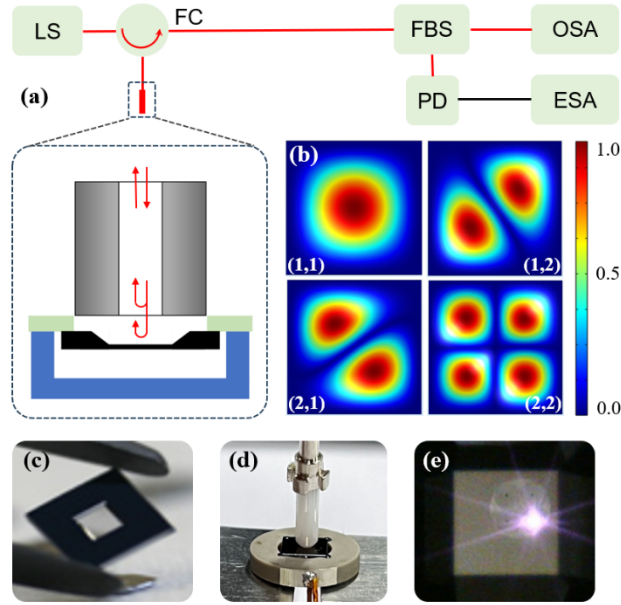 LS
FC
FBS
OSA
(a)
PD
ESA
(b)
1.0
(1,1)
(1,2)
0.5
(2,1)
(2,2)
0.0
(c)
(d)
(e)